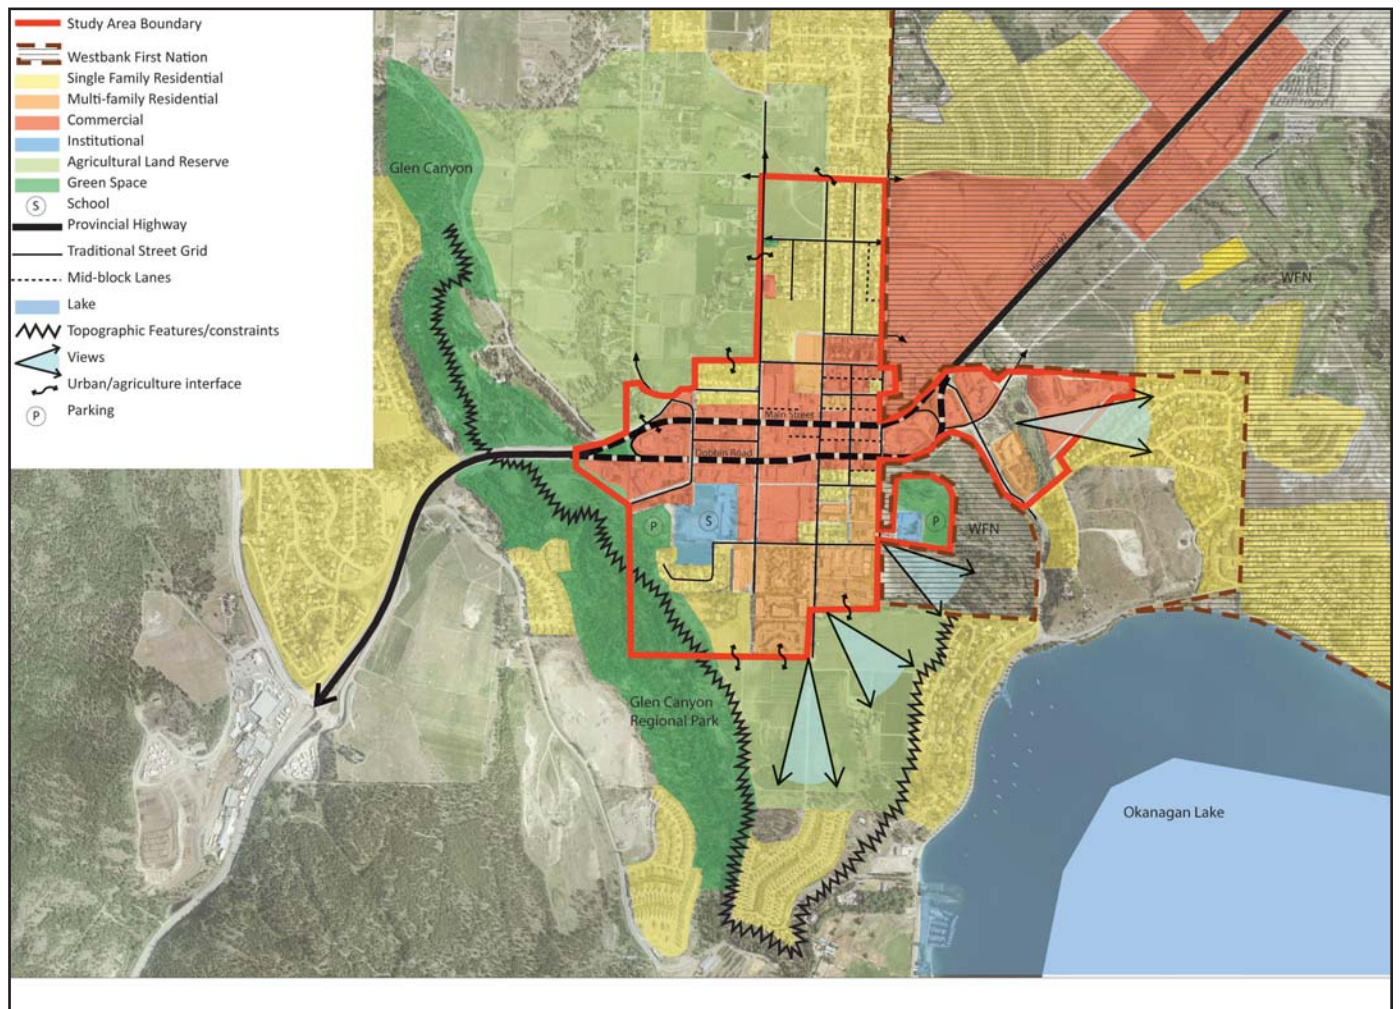 Study Area Boundary
Westbank First Nation
Single Family Residential
Multi-family Residential
Commercial
Institutional
Agricultural Land Reserve
Green Space
S School
Provincial Highway
Traditional Street Grid
Mid-block Lanes
Lake
Topographic Features/constraints
Views
Urban/agriculture interface
P Parking
Glen Canyon
Highway 97
WFN
Main Street
Dobbin Road
P
S
P
WFN
Glen Canyon
Regional Park
Okanagan Lake